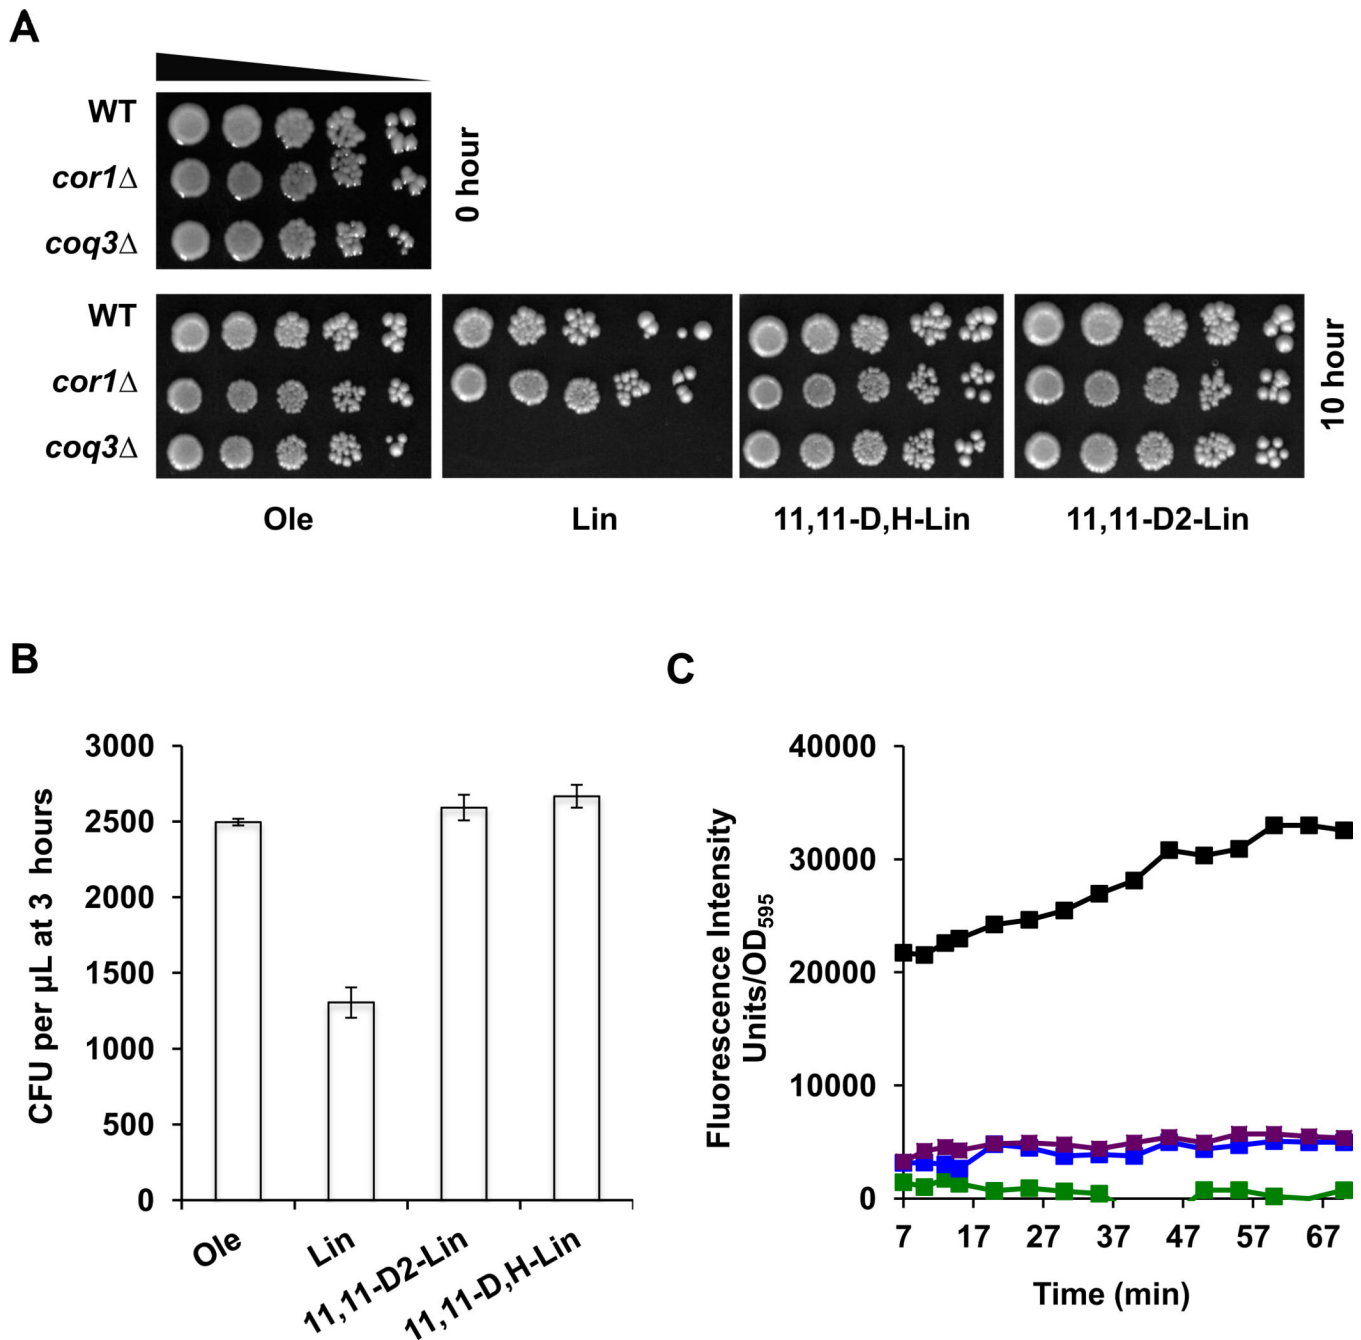 A
WT
cor1Δ
coq3Δ
0 hour
WT
cor1Δ
coq3Δ
10 hour
Ole
Lin
11,11-D,H-Lin
11,11-D2-Lin
B
CFU per µL at 3 hours
3000
2500
2000
1500
1000
500
0
Ole
Lin
11,11-D2-Lin
11,11-D,H-Lin
C
Fluorescence Intensity
Units/OD595
40000
30000
20000
10000
0
7 17 27 37 47 57 67
Time (min)